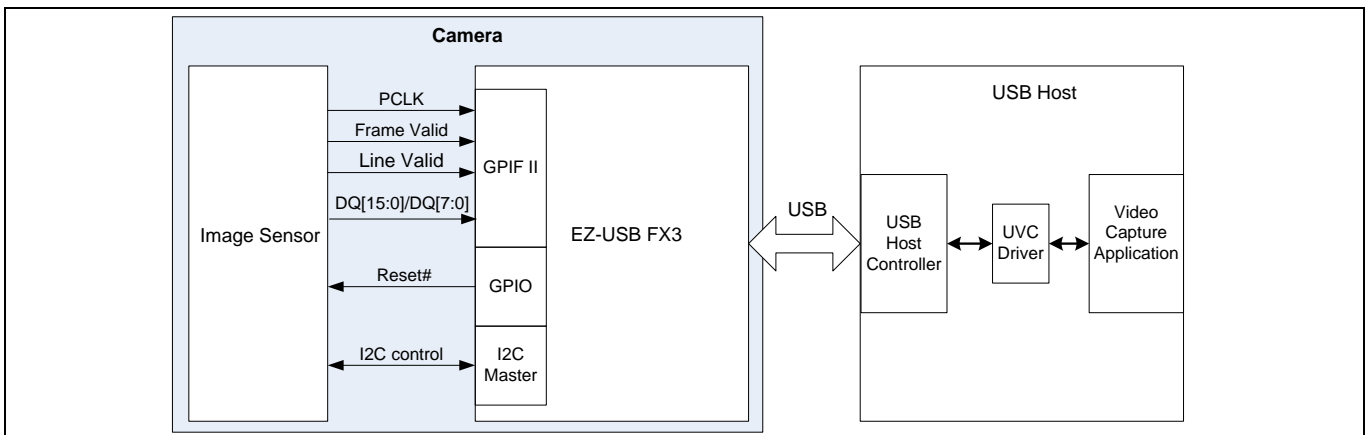 Camera
Image Sensor
PCLK
Frame Valid
Line Valid
DQ[15:0]/DQ[7:0]
Reset#
I2C control
GPIF II
GPIO
I2C
Master
EZ-USB FX3
USB
USB Host
USB
Host
Controller
UVC
Driver
Video
Capture
Application